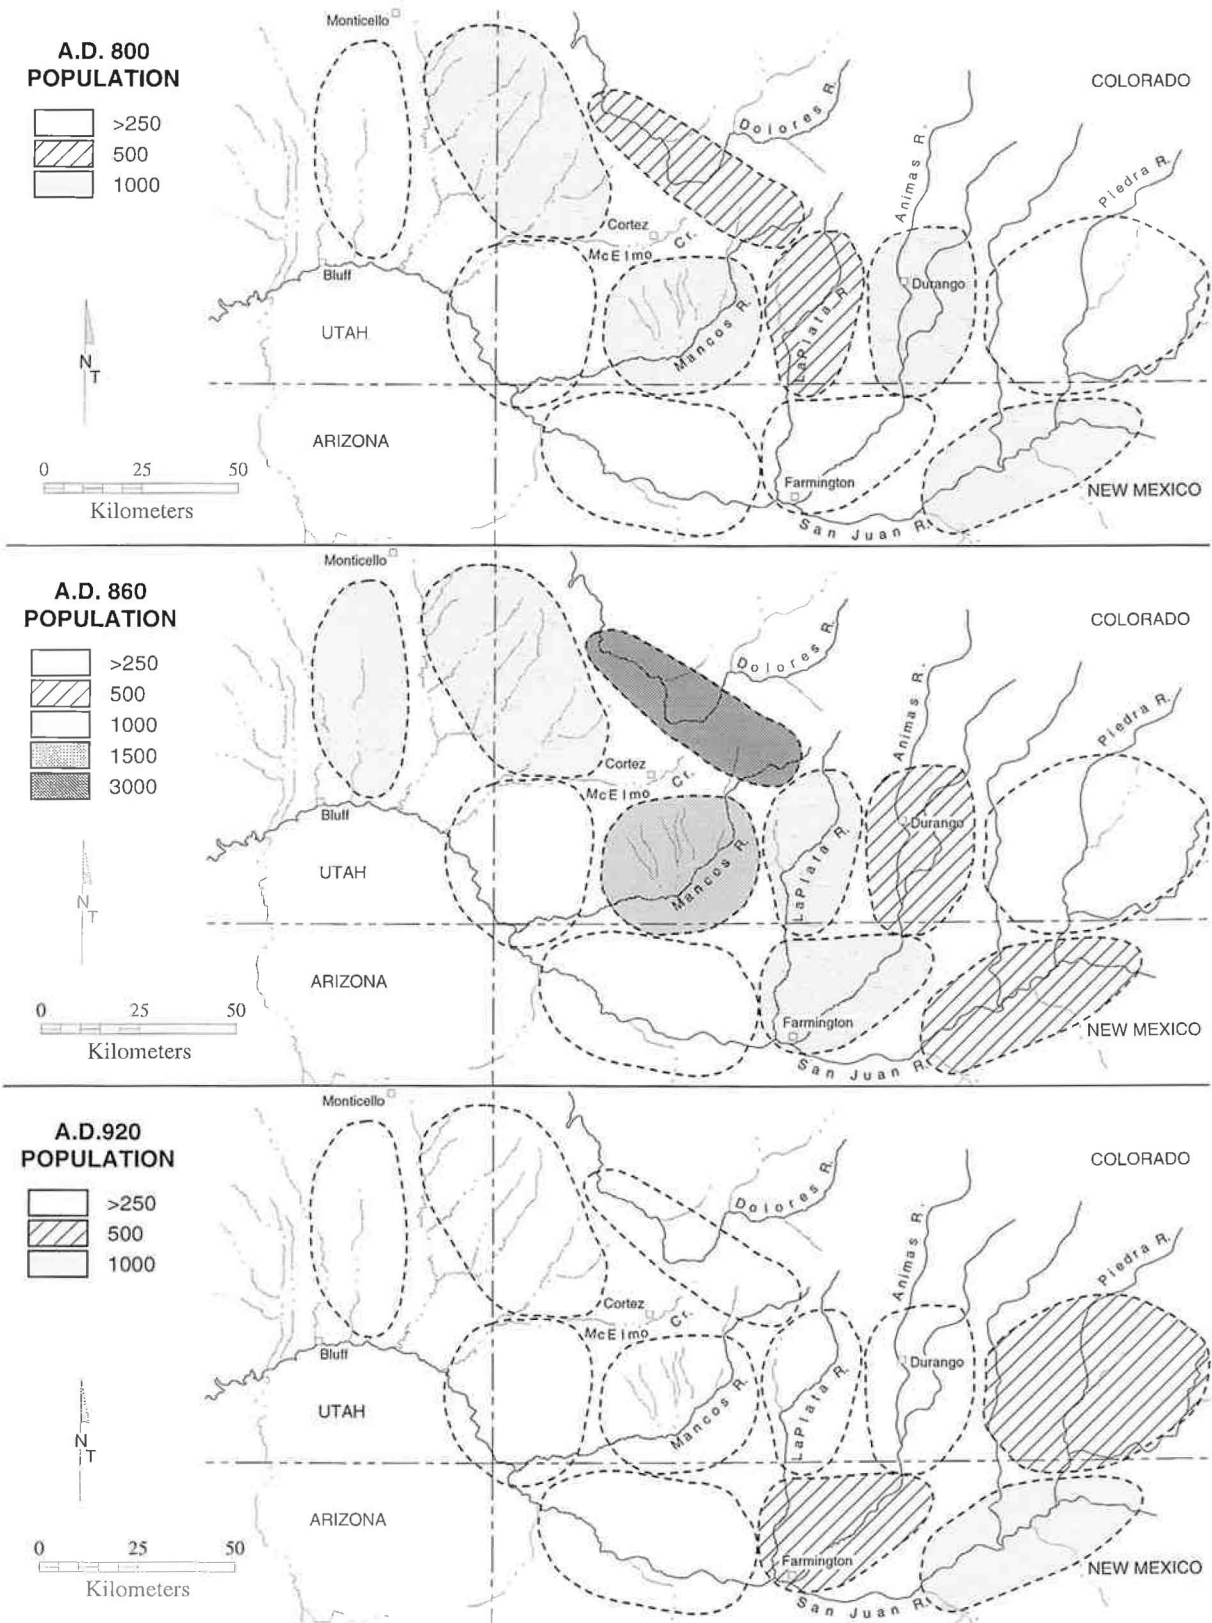 Monticello
A.D. 800
POPULATION
>250
500
1000
COLORADO
Dolores R.
Animas R.
Piedra R.
Cortez
McElmo Cr.
Bluff
Durango
UTAH
Mancos R.
LaPlata R.
N
T
ARIZONA
0 25 50
Kilometers
Farmington
NEW MEXICO
San Juan R.
Monticello
A.D. 860
POPULATION
>250
500
1000
1500
3000
COLORADO
Dolores R.
Animas R.
Piedra R.
Cortez
McElmo Cr.
Bluff
Durango
UTAH
Mancos R.
LaPlata R.
N
T
ARIZONA
0 25 50
Kilometers
Farmington
NEW MEXICO
San Juan R.
Monticello
A.D.920
POPULATION
>250
500
1000
COLORADO
Dolores R.
Animas R.
Piedra R.
Cortez
McElmo Cr.
Bluff
Durango
UTAH
Mancos R.
LaPlata R.
N
T
ARIZONA
0 25 50
Kilometers
Farmington
NEW MEXICO
San Juan R.